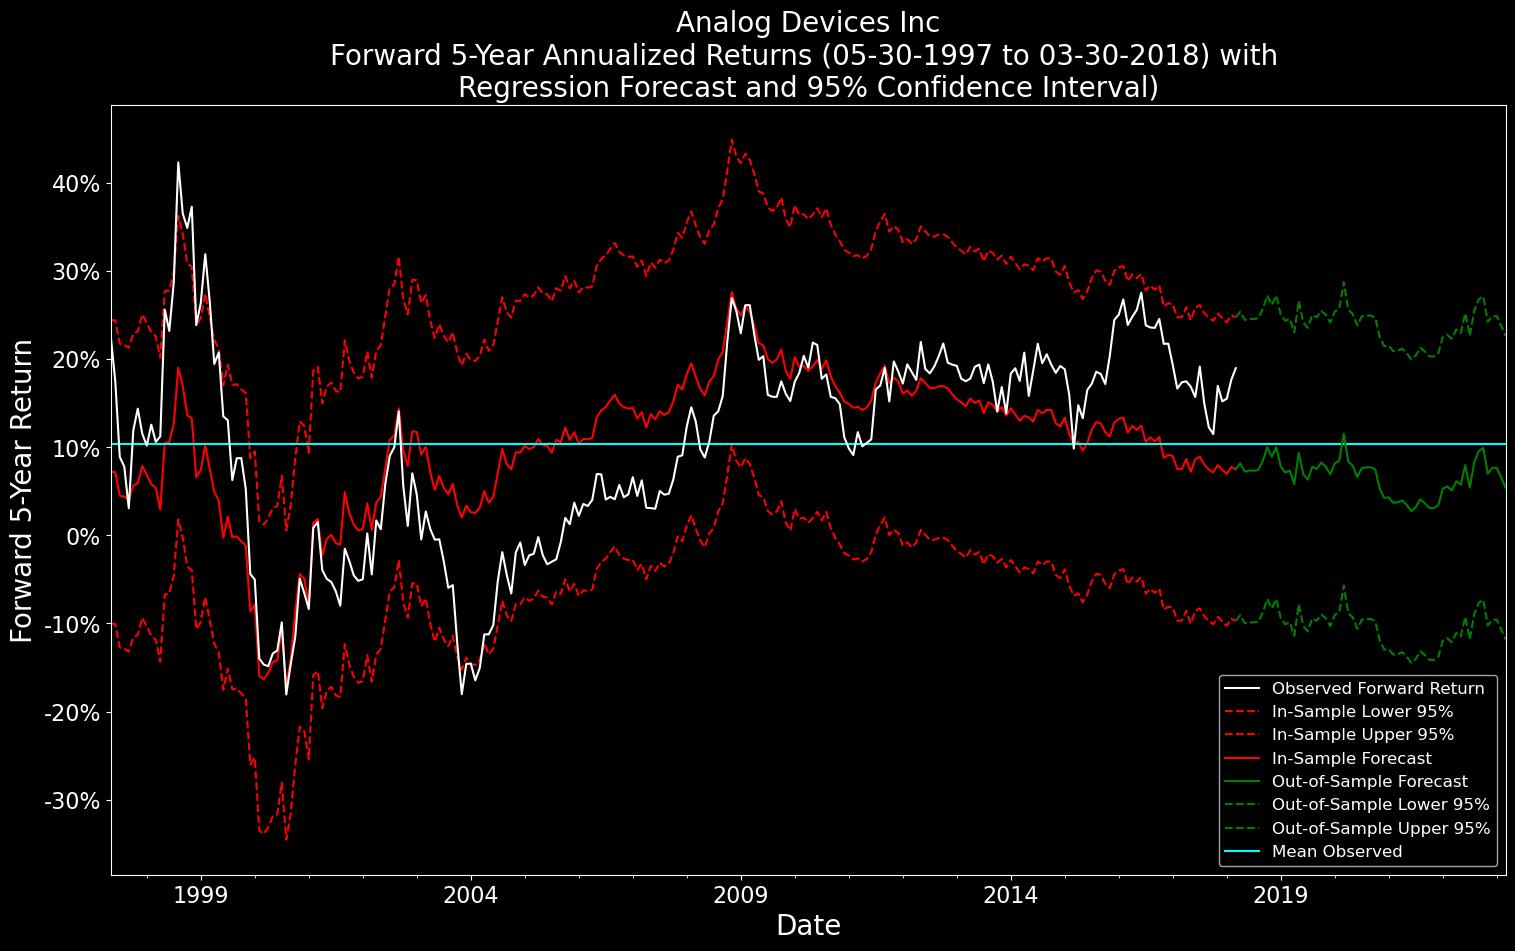 Analog Devices Inc
Forward 5-Year Annualized Returns (05-30-1997 to 03-30-2018) with
Regression Forecast and 95% Confidence Interval)
Forward 5-Year Return
40%
30%
20%
10%
0%
-10%
-20%
-30%
Observed Forward Return
In-Sample Lower 95%
In-Sample Upper 95%
In-Sample Forecast
Out-of-Sample Forecast
Out-of-Sample Lower 95%
Out-of-Sample Upper 95%
Mean Observed
1999 2004 2009 2014 2019
Date